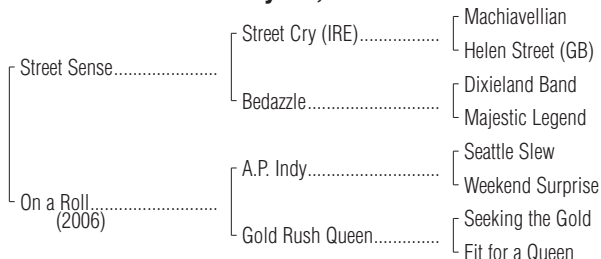 Machiavellian
Street Cry (IRE)..................
Helen Street (GB)
Street Sense.......................
Dixieland Band
Bedazzle.............................
Majestic Legend
Seattle Slew
A.P. Indy.............................
Weekend Surprise
On a Roll............................
(2006)
Seeking the Gold
Gold Rush Queen..............
Fit for a Queen